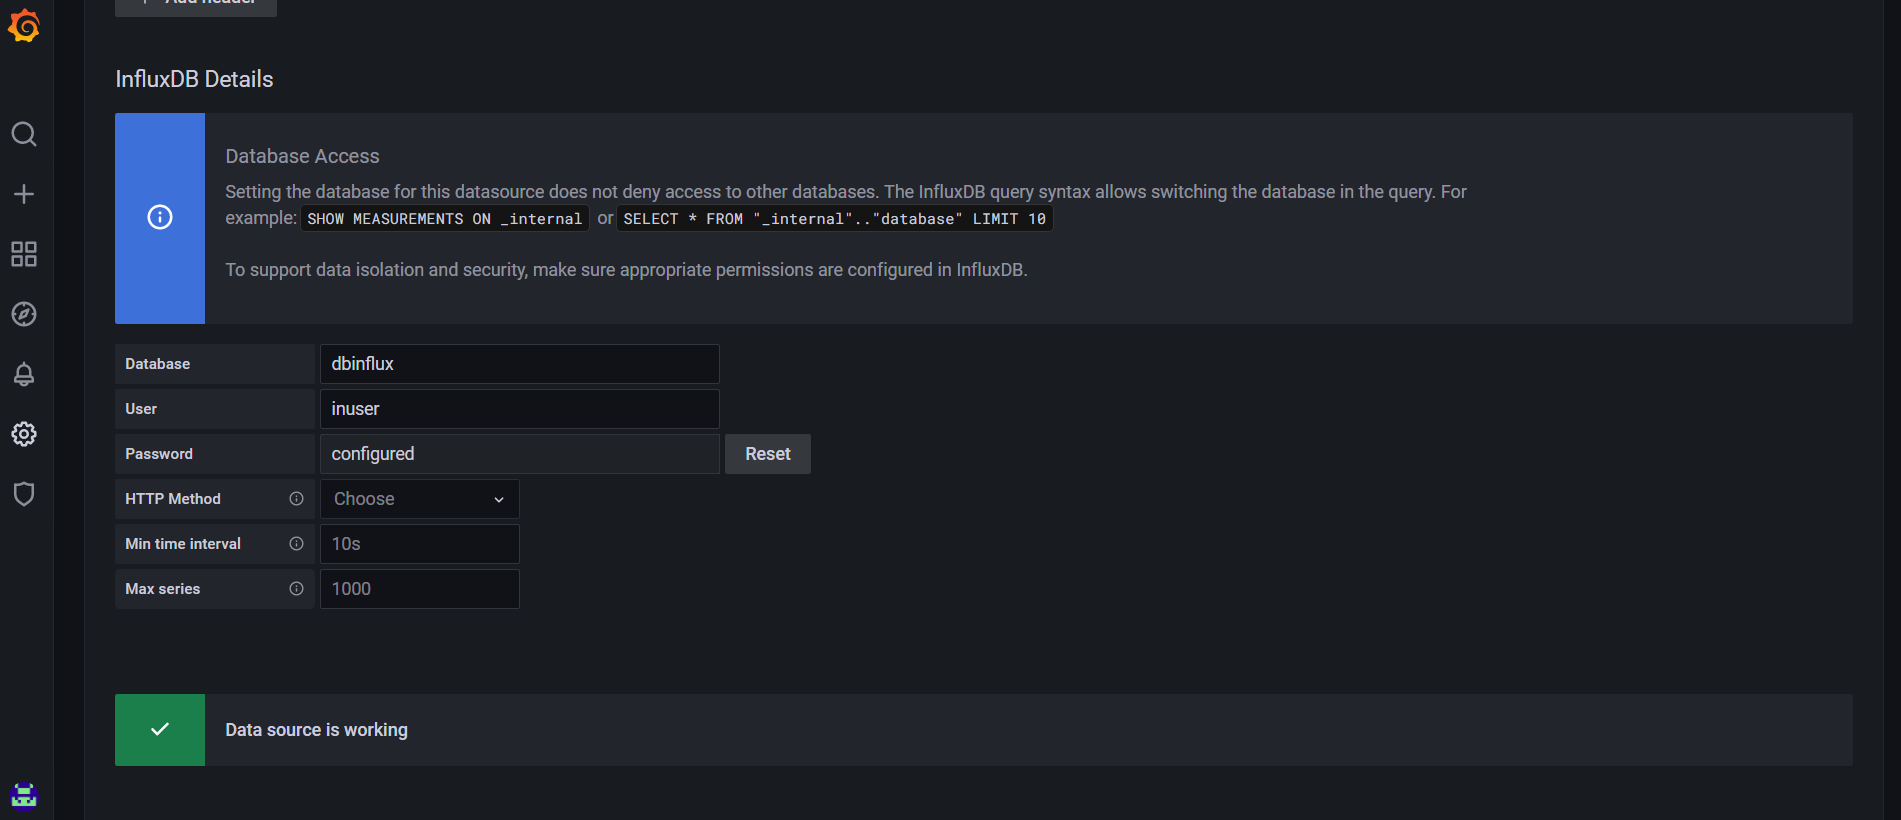 + Add header
InfluxDB Details
Database Access
Setting the database for this datasource does not deny access to other databases. The InfluxDB query syntax allows switching the database in the query. For
example: SHOW MEASUREMENTS ON _internal or SELECT * FROM "_internal".."database" LIMIT 10
To support data isolation and security, make sure appropriate permissions are configured in InfluxDB.
Database dbinflux
User inuser
Password configured Reset
HTTP Method Choose
Min time interval 10s
Max series 1000
Data source is working